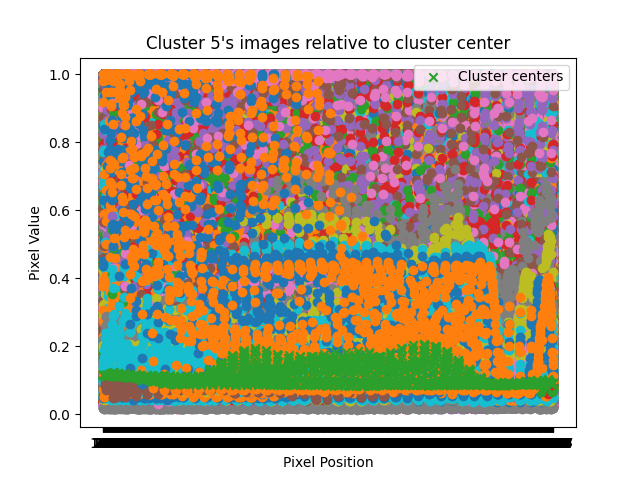 Cluster 5's images relative to cluster center
Cluster centers
1.0
0.8
0.6
0.4
0.2
0.0
Pixel Value
Pixel Position